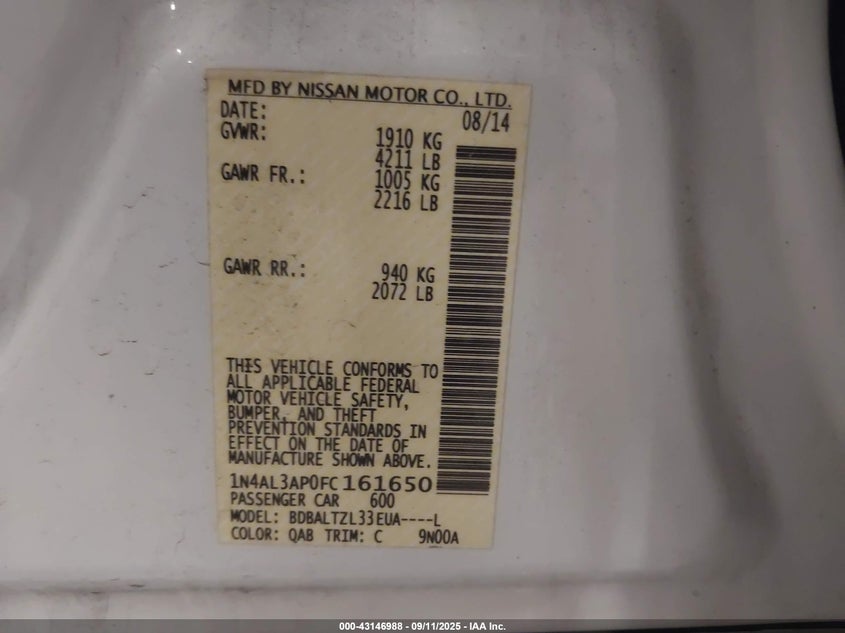 MFD BY NISSAN MOTOR CO., LTD.
DATE: 08/14
GVWR: 1910 KG
4211 LB
GAWR FR.: 1005 KG
2216 LB
GAWR RR.: 940 KG
2072 LB
THIS VEHICLE CONFORMS TO
ALL APPLICABLE FEDERAL
MOTOR VEHICLE SAFETY,
BUMPER, AND THEFT
PREVENTION STANDARDS IN
EFFECT ON THE DATE OF
MANUFACTURE SHOWN ABOVE.
1N4AL3AP0FC161650
PASSENGER CAR 600
MODEL: BDBALTZL33EUA----L
COLOR: QAB TRIM: C 9N00A
000-43146988 - 09/11/2025 - IAA Inc.